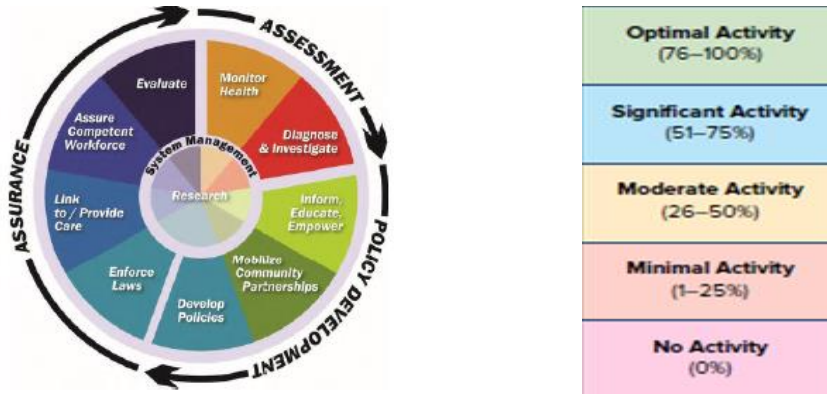 ASSESSMENT
POLICY DEVELOPMENT
ASSURANCE
Monitor
Health
Diagnose
& Investigate
Inform,
Educate,
Empower
Mobilize
Community
Partnerships
Develop
Policies
Enforce
Laws
Link
to / Provide
Care
Assure
Competent
Workforce
Evaluate
System Management
Research
Optimal Activity
(76–100%)
Significant Activity
(51–75%)
Moderate Activity
(26–50%)
Minimal Activity
(1–25%)
No Activity
(0%)